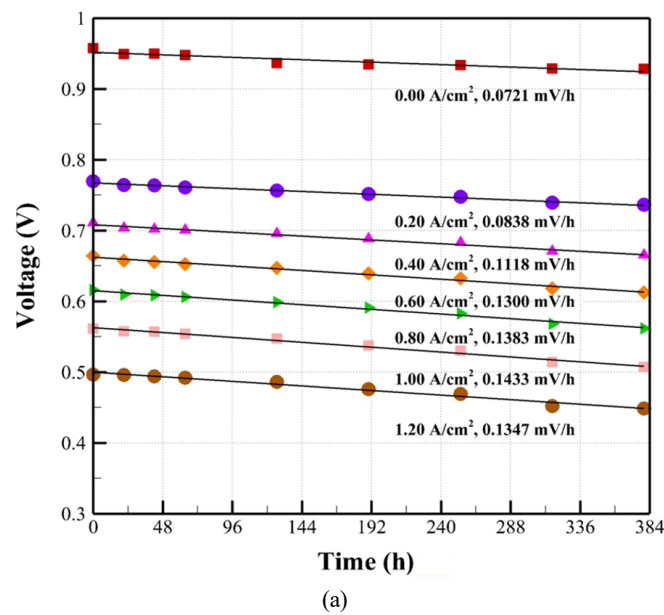 1
0.9
0.8
0.7
0.6
0.5
0.4
0.3
Voltage (V)
0.00 A/cm², 0.0721 mV/h
0.20 A/cm², 0.0838 mV/h
0.40 A/cm², 0.1118 mV/h
0.60 A/cm², 0.1300 mV/h
0.80 A/cm², 0.1383 mV/h
1.00 A/cm², 0.1433 mV/h
1.20 A/cm², 0.1347 mV/h
0 48 96 144 192 240 288 336 384
Time (h)
(a)